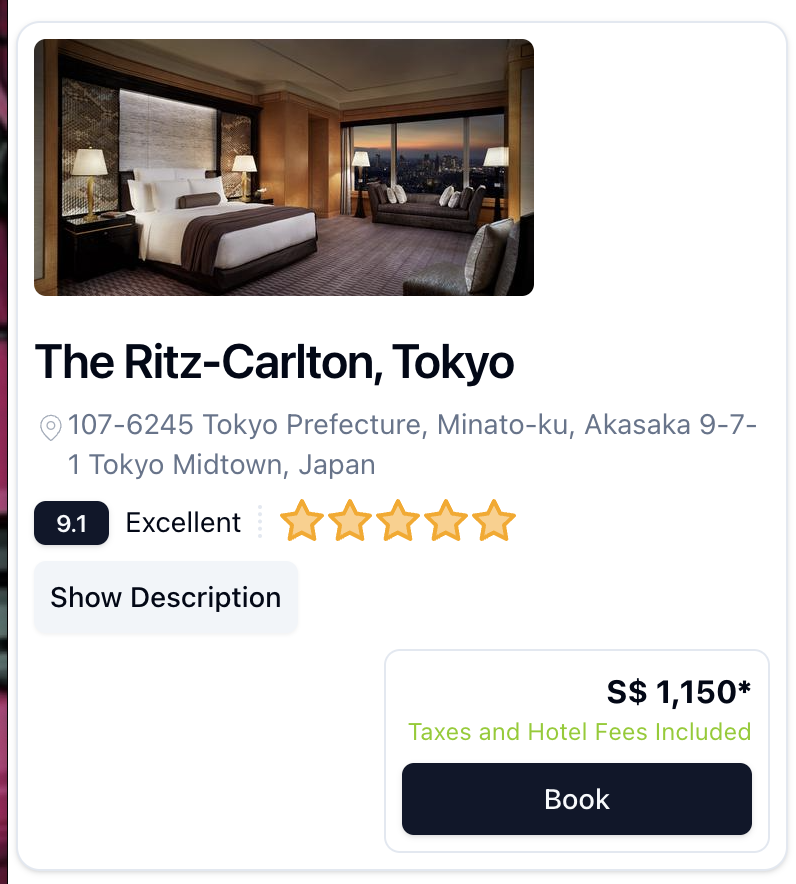 The Ritz-Carlton, Tokyo
107-6245 Tokyo Prefecture, Minato-ku, Akasaka 9-7-
1 Tokyo Midtown, Japan
9.1 Excellent
Show Description
S$ 1,150*
Taxes and Hotel Fees Included
Book